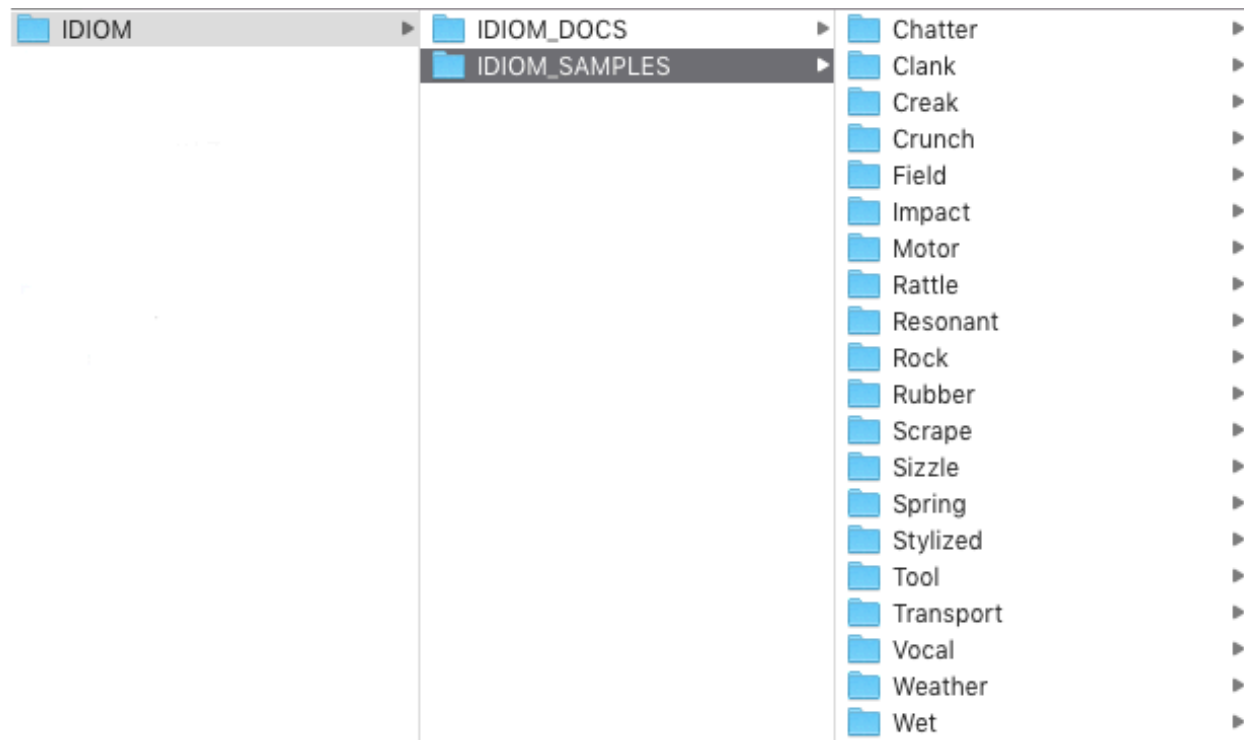 IDIOM
IDIOM_DOCS
IDIOM_SAMPLES
Chatter
Clank
Creak
Crunch
Field
Impact
Motor
Rattle
Resonant
Rock
Rubber
Scrape
Sizzle
Spring
Stylized
Tool
Transport
Vocal
Weather
Wet